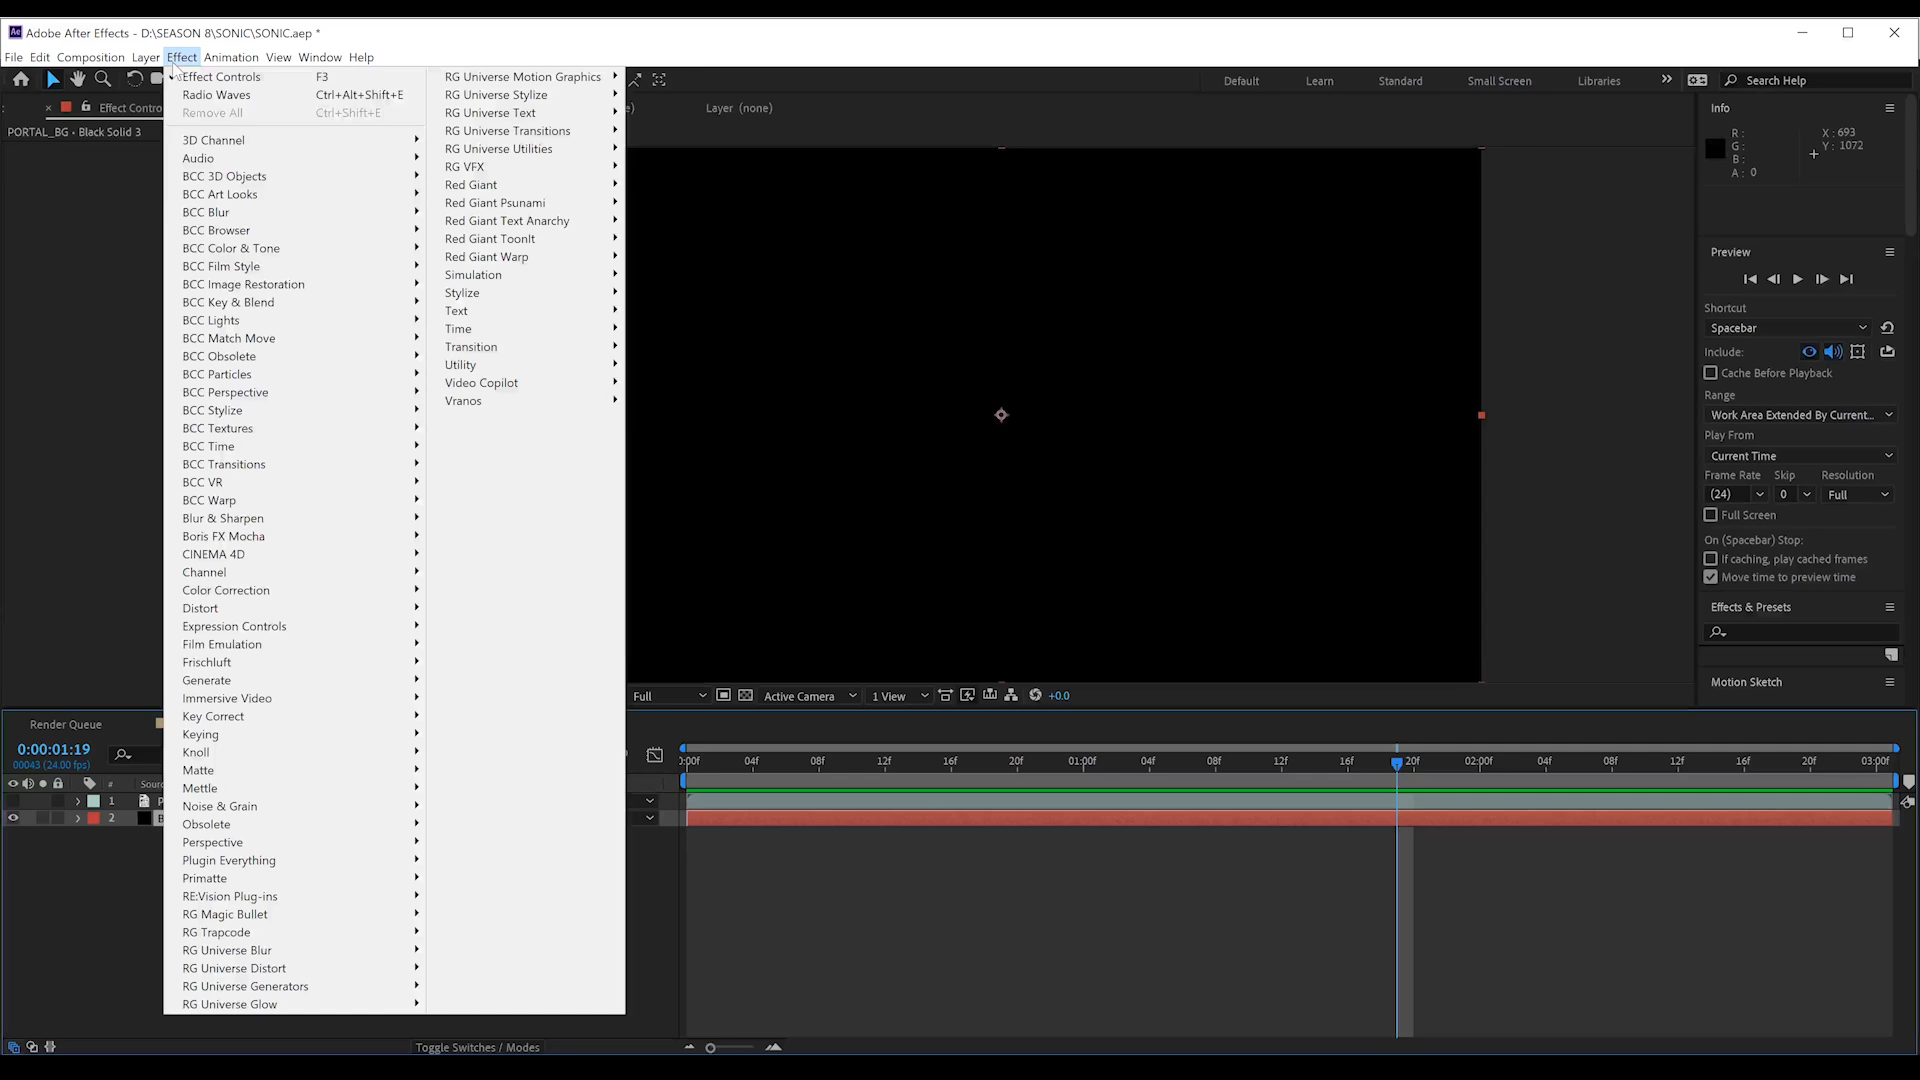 Ae Adobe After Effects - D:\SEASON 8\SONIC\SONIC.aep *
File Edit Composition Layer Effect Animation View Window Help
Default Learn Standard Small Screen Libraries Search Help
Effect Contro
Layer (none)
PORTAL_BG • Black Solid 3
Effect Controls F3
Radio Waves Ctrl+Alt+Shift+E
Remove All Ctrl+Shift+E
3D Channel
Audio
BCC 3D Objects
BCC Art Looks
BCC Blur
BCC Browser
BCC Color & Tone
BCC Film Style
BCC Image Restoration
BCC Key & Blend
BCC Lights
BCC Match Move
BCC Obsolete
BCC Particles
BCC Perspective
BCC Stylize
BCC Textures
BCC Time
BCC Transitions
BCC VR
BCC Warp
Blur & Sharpen
Boris FX Mocha
CINEMA 4D
Channel
Color Correction
Distort
Expression Controls
Film Emulation
Frischluft
Generate
Immersive Video
Key Correct
Keying
Knoll
Matte
Mettle
Noise & Grain
Obsolete
Perspective
Plugin Everything
Primatte
RE:Vision Plug-ins
RG Magic Bullet
RG Trapcode
RG Universe Blur
RG Universe Distort
RG Universe Generators
RG Universe Glow
RG Universe Motion Graphics
RG Universe Stylize
RG Universe Text
RG Universe Transitions
RG Universe Utilities
RG VFX
Red Giant
Red Giant Psunami
Red Giant Text Anarchy
Red Giant ToonIt
Red Giant Warp
Simulation
Stylize
Text
Time
Transition
Utility
Video Copilot
Vranos
Info
R :
G :
B :
A : 0
X : 693
Y : 1072
Preview
Shortcut
Spacebar
Include:
Cache Before Playback
Range
Work Area Extended By Current...
Play From
Current Time
Frame Rate Skip Resolution
(24) 0 Full
Full Screen
On (Spacebar) Stop:
If caching, play cached frames
Move time to preview time
Effects & Presets
Motion Sketch
Full Active Camera 1 View +0.0
Render Queue
0:00:01:19
00043 (24.00 fps)
# Sourc
1 P
2 B
0:00f 04f 08f 12f 16f 20f 01:00f 04f 08f 12f 16f 20f 02:00f 04f 08f 12f 16f 20f 03:00f
Toggle Switches / Modes